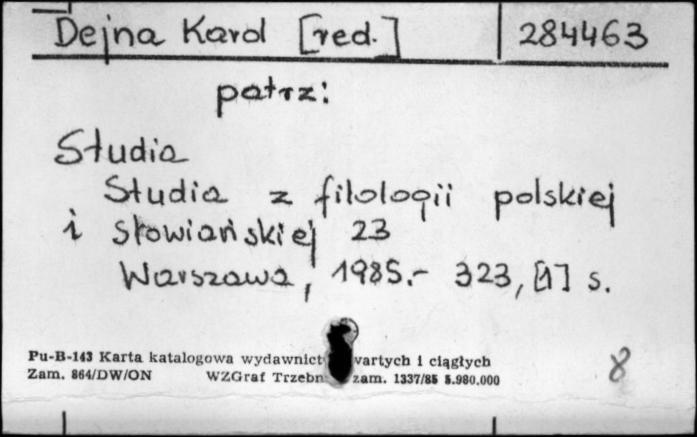 Dejna Karol [red.] 284463
patrz:
Studia
Studia z filologii polskiej
i słowiańskiej 23
Warszawa, 1985.- 323, [1] s.
Pu-B-143 Karta katalogowa wydawnict wartych i ciągłych
Zam. 864/DW/ON WZGraf Trzebn zam. 1337/85 5.980.000
8